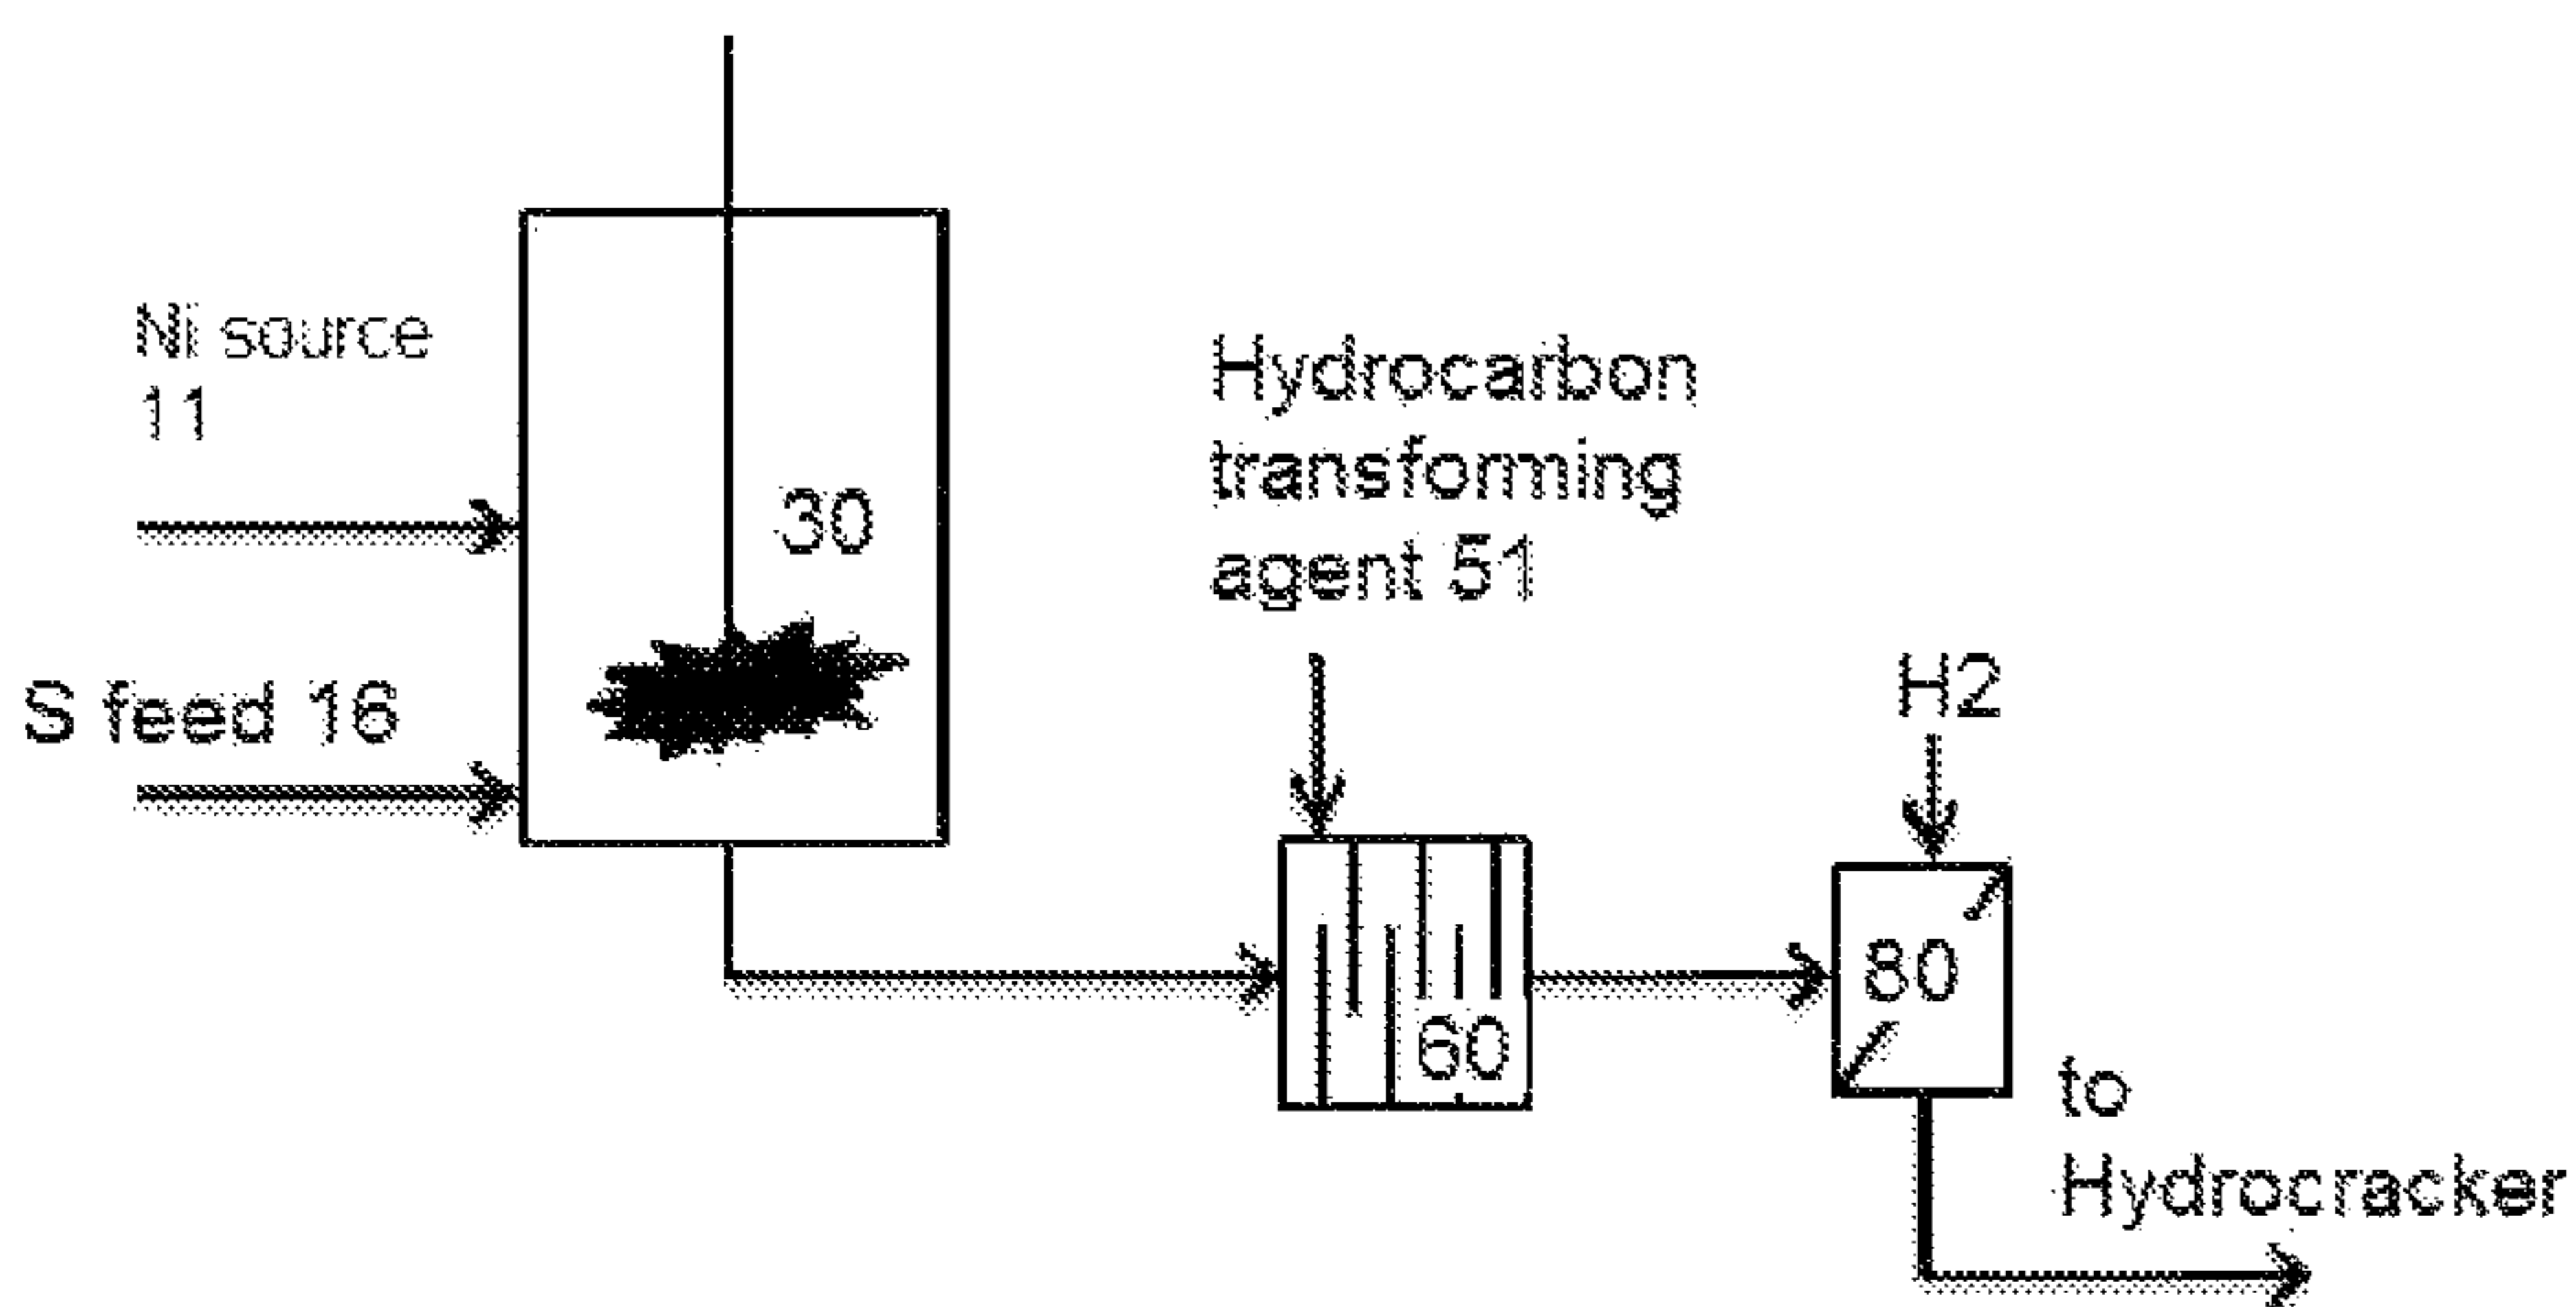 Ni source
11
30
S feed 16
Hydrocarbon
transforming
agent 51
H2
60
80
to
Hydrocracker